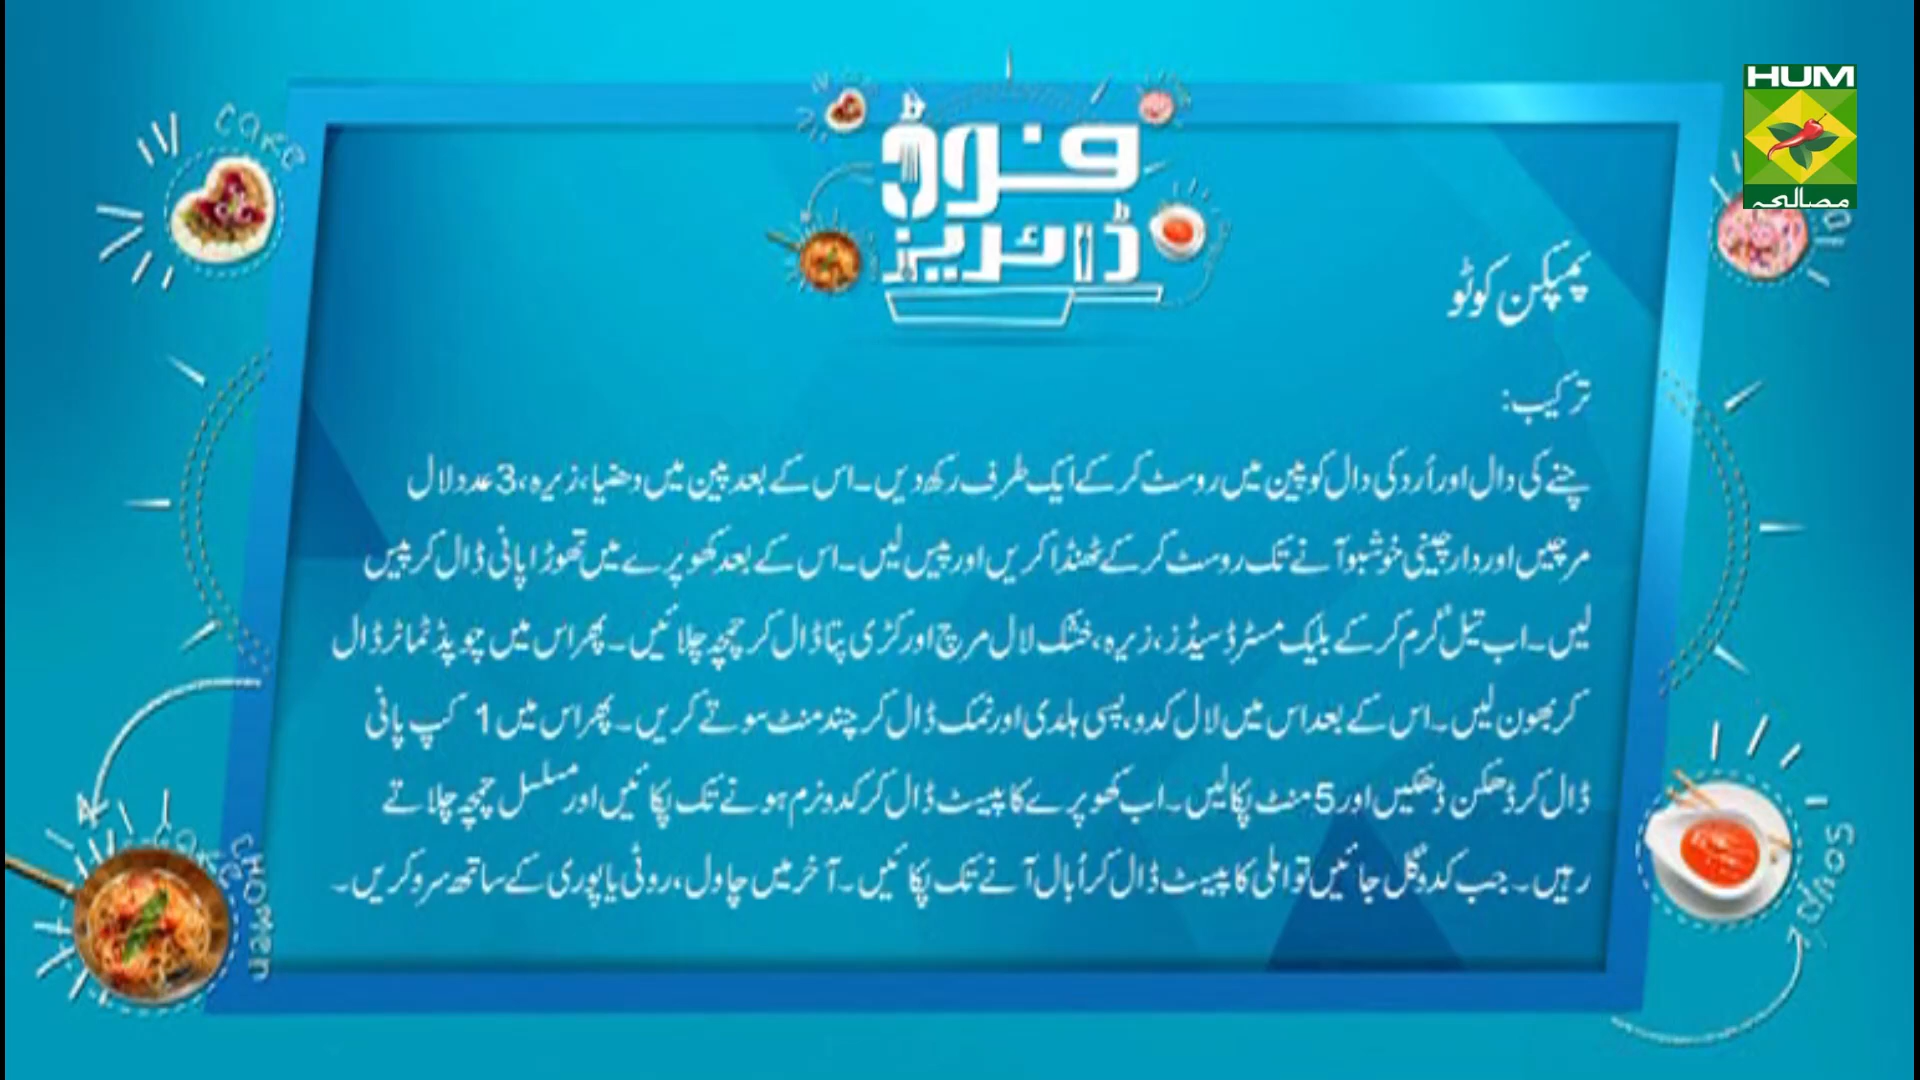 HUM
مصالحہ
فوڈ
ڈائریز
cake
پمپکن کوٹو
ترکیب:
چنے کی دال اور اُرد کی دال کو پین میں روسٹ کر کے ایک طرف رکھ دیں۔ اس کے بعد پین میں دھنیا، زیرہ، 3 عدد لال
مرچیں اور دار چینی خوشبو آنے تک روسٹ کر کے ٹھنڈا کریں اور پیس لیں۔ اس کے بعد کھوپرے میں تھوڑا پانی ڈال کر پیس
لیں۔ اب تیل گرم کر کے بلیک مسٹرڈ سیڈز، زیرہ، خشک لال مرچ اور کڑی پتا ڈال کر چمچہ چلائیں۔ پھر اس میں چوپڈ ٹماٹر ڈال
کر بھون لیں۔ اس کے بعد اس میں لال کدو، پسی ہلدی اور نمک ڈال کر چند منٹ سوتے کریں۔ پھر اس میں 1 کپ پانی
ڈال کر ڈھکن ڈھکیں اور 5 منٹ پکا لیں۔ اب کھوپرے کا پیسٹ ڈال کر کدو نرم ہونے تک پکائیں اور مسلسل چمچہ چلاتے
رہیں۔ جب کدو گل جائیں تو املی کا پیسٹ ڈال کر اُبال آنے تک پکائیں۔ آخر میں چاول، روٹی یا پوری کے ساتھ سرو کریں۔
CHOMEN
SOUP